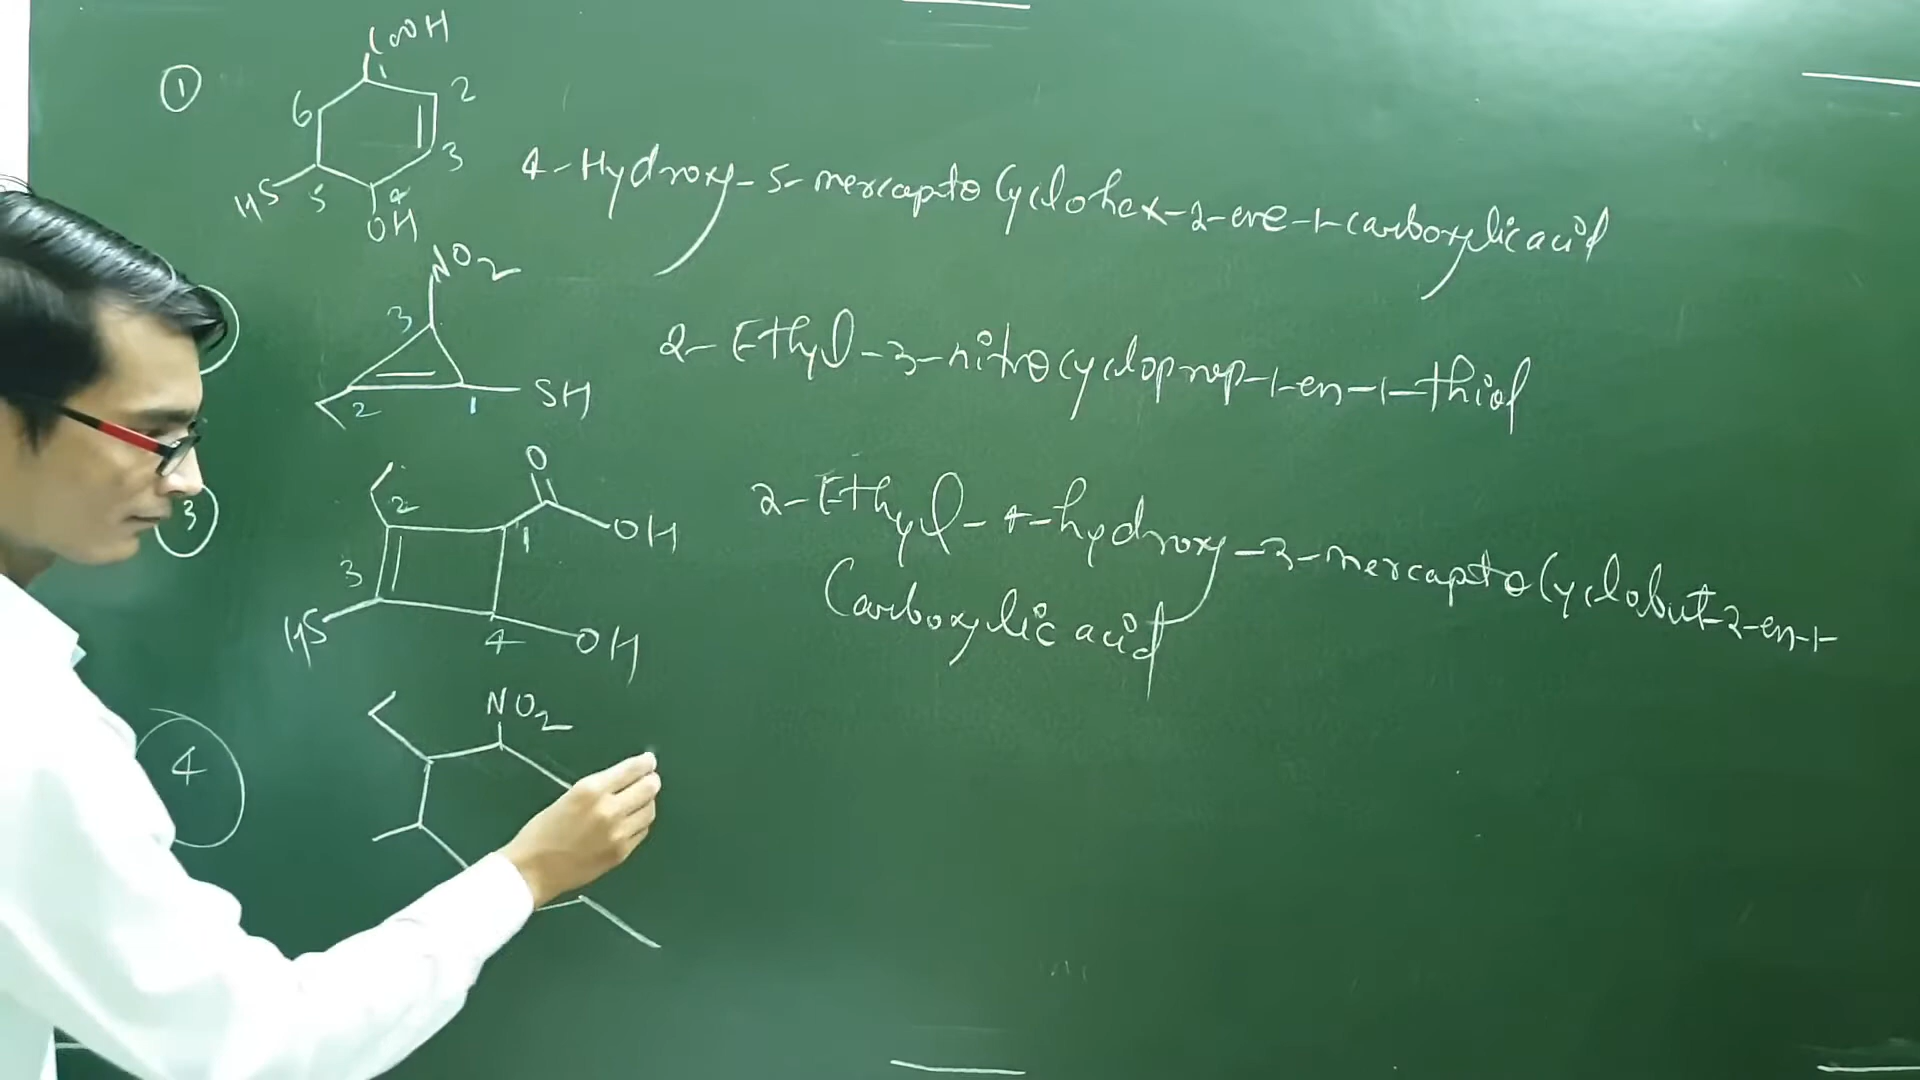 ①
COOH
1
6
2
3
HS
5
4
OH
4-Hydroxy-5-mercapto Cyclohex-2-ene-1-carboxylic acid
NO2
3
2
1
SH
2-Ethyl-3-nitrocycloprop-1-en-1-thiol
3
O
2
1
OH
3
HS
4
OH
2-Ethyl-4-hydroxy-3-mercapto Cyclobut-2-en-1-
Carboxylic acid
4
NO2